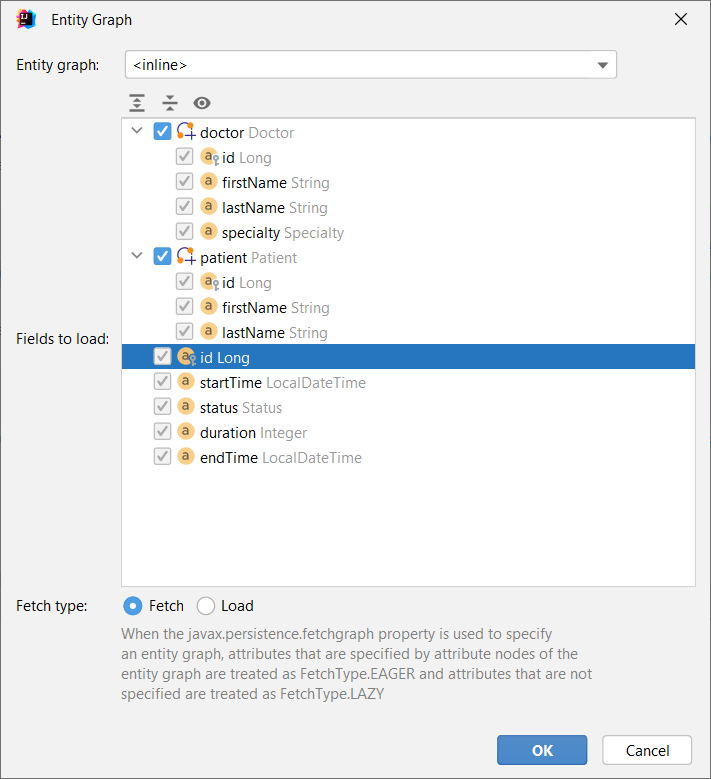 Entity Graph
Entity graph: <inline>
doctor Doctor
id Long
firstName String
lastName String
specialty Specialty
patient Patient
id Long
firstName String
lastName String
Fields to load:
id Long
startTime LocalDateTime
status Status
duration Integer
endTime LocalDateTime
Fetch type: Fetch Load
When the javax.persistence.fetchgraph property is used to specify
an entity graph, attributes that are specified by attribute nodes of the
entity graph are treated as FetchType.EAGER and attributes that are not
specified are treated as FetchType.LAZY
OK Cancel